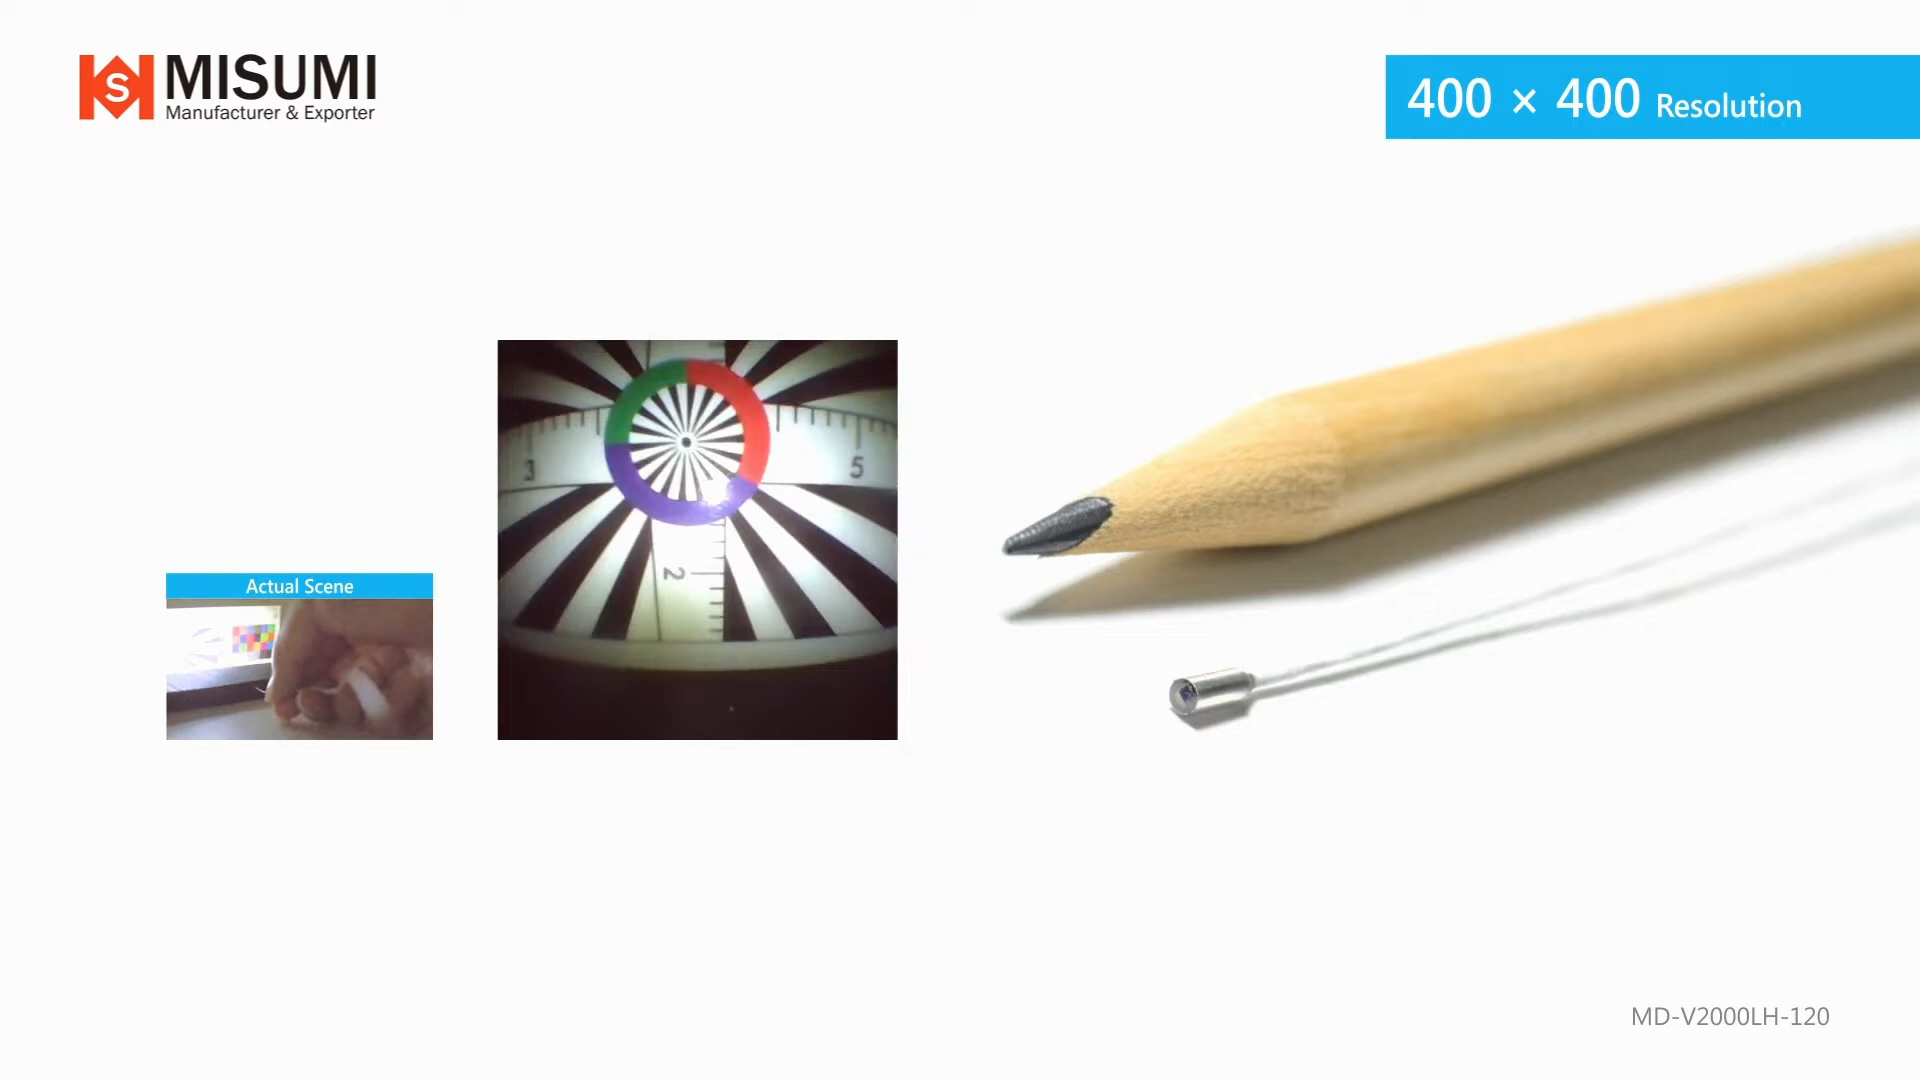 MISUMI
Manufacturer & Exporter
400 × 400 Resolution
Actual Scene
3
5
2
MD-V2000LH-120